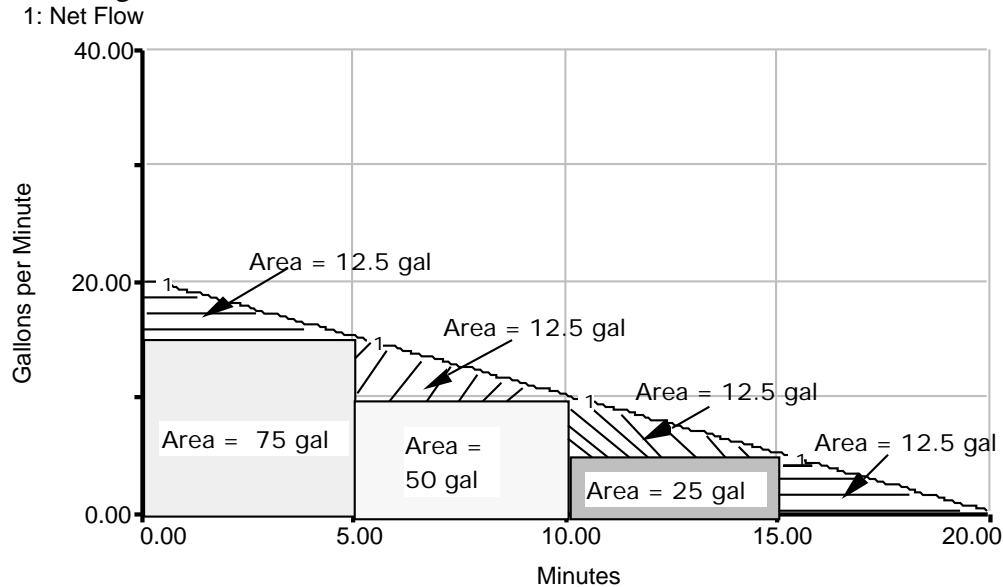 1: Net Flow
40.00
Gallons per Minute
20.00
0.00
1
Area = 12.5 gal
1
Area = 12.5 gal
1
Area = 12.5 gal
1
Area = 12.5 gal
Area = 75 gal
Area =
50 gal
Area = 25 gal
0.00 5.00 10.00 15.00 20.00
Minutes